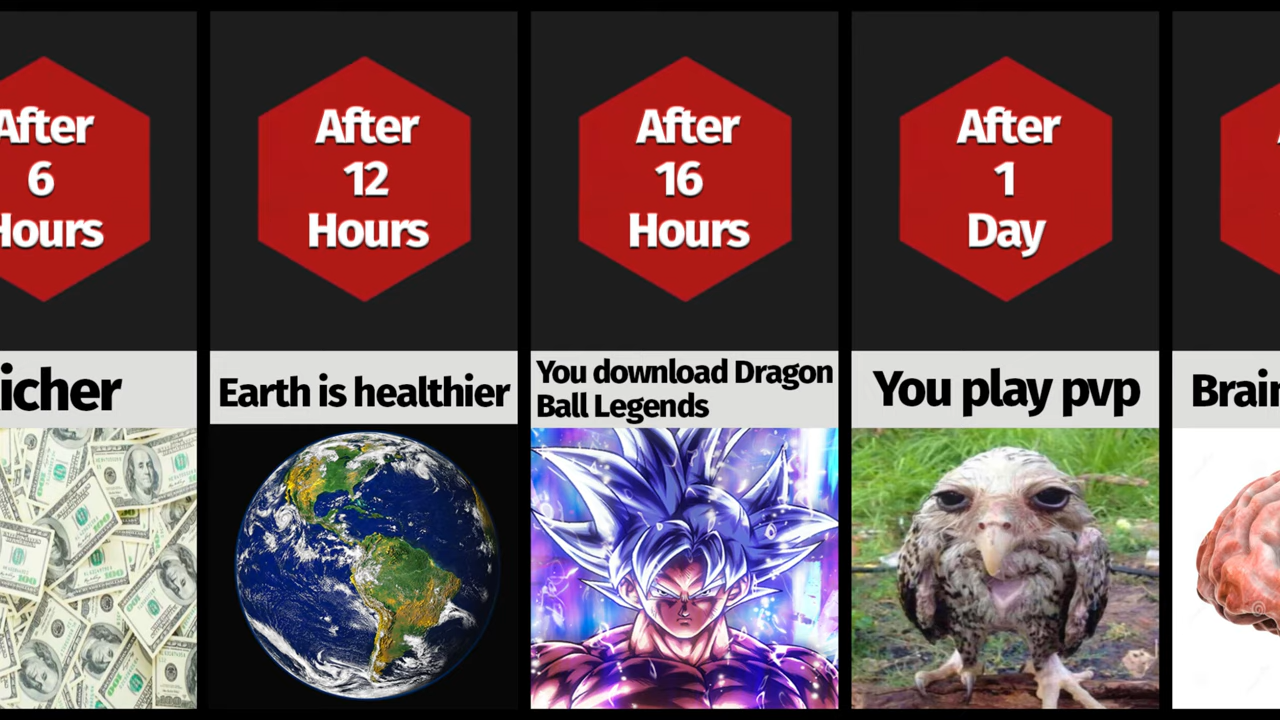 After
6
Hours
icher
After
12
Hours
Earth is healthier
After
16
Hours
You download Dragon
Ball Legends
After
1
Day
You play pvp
Brain